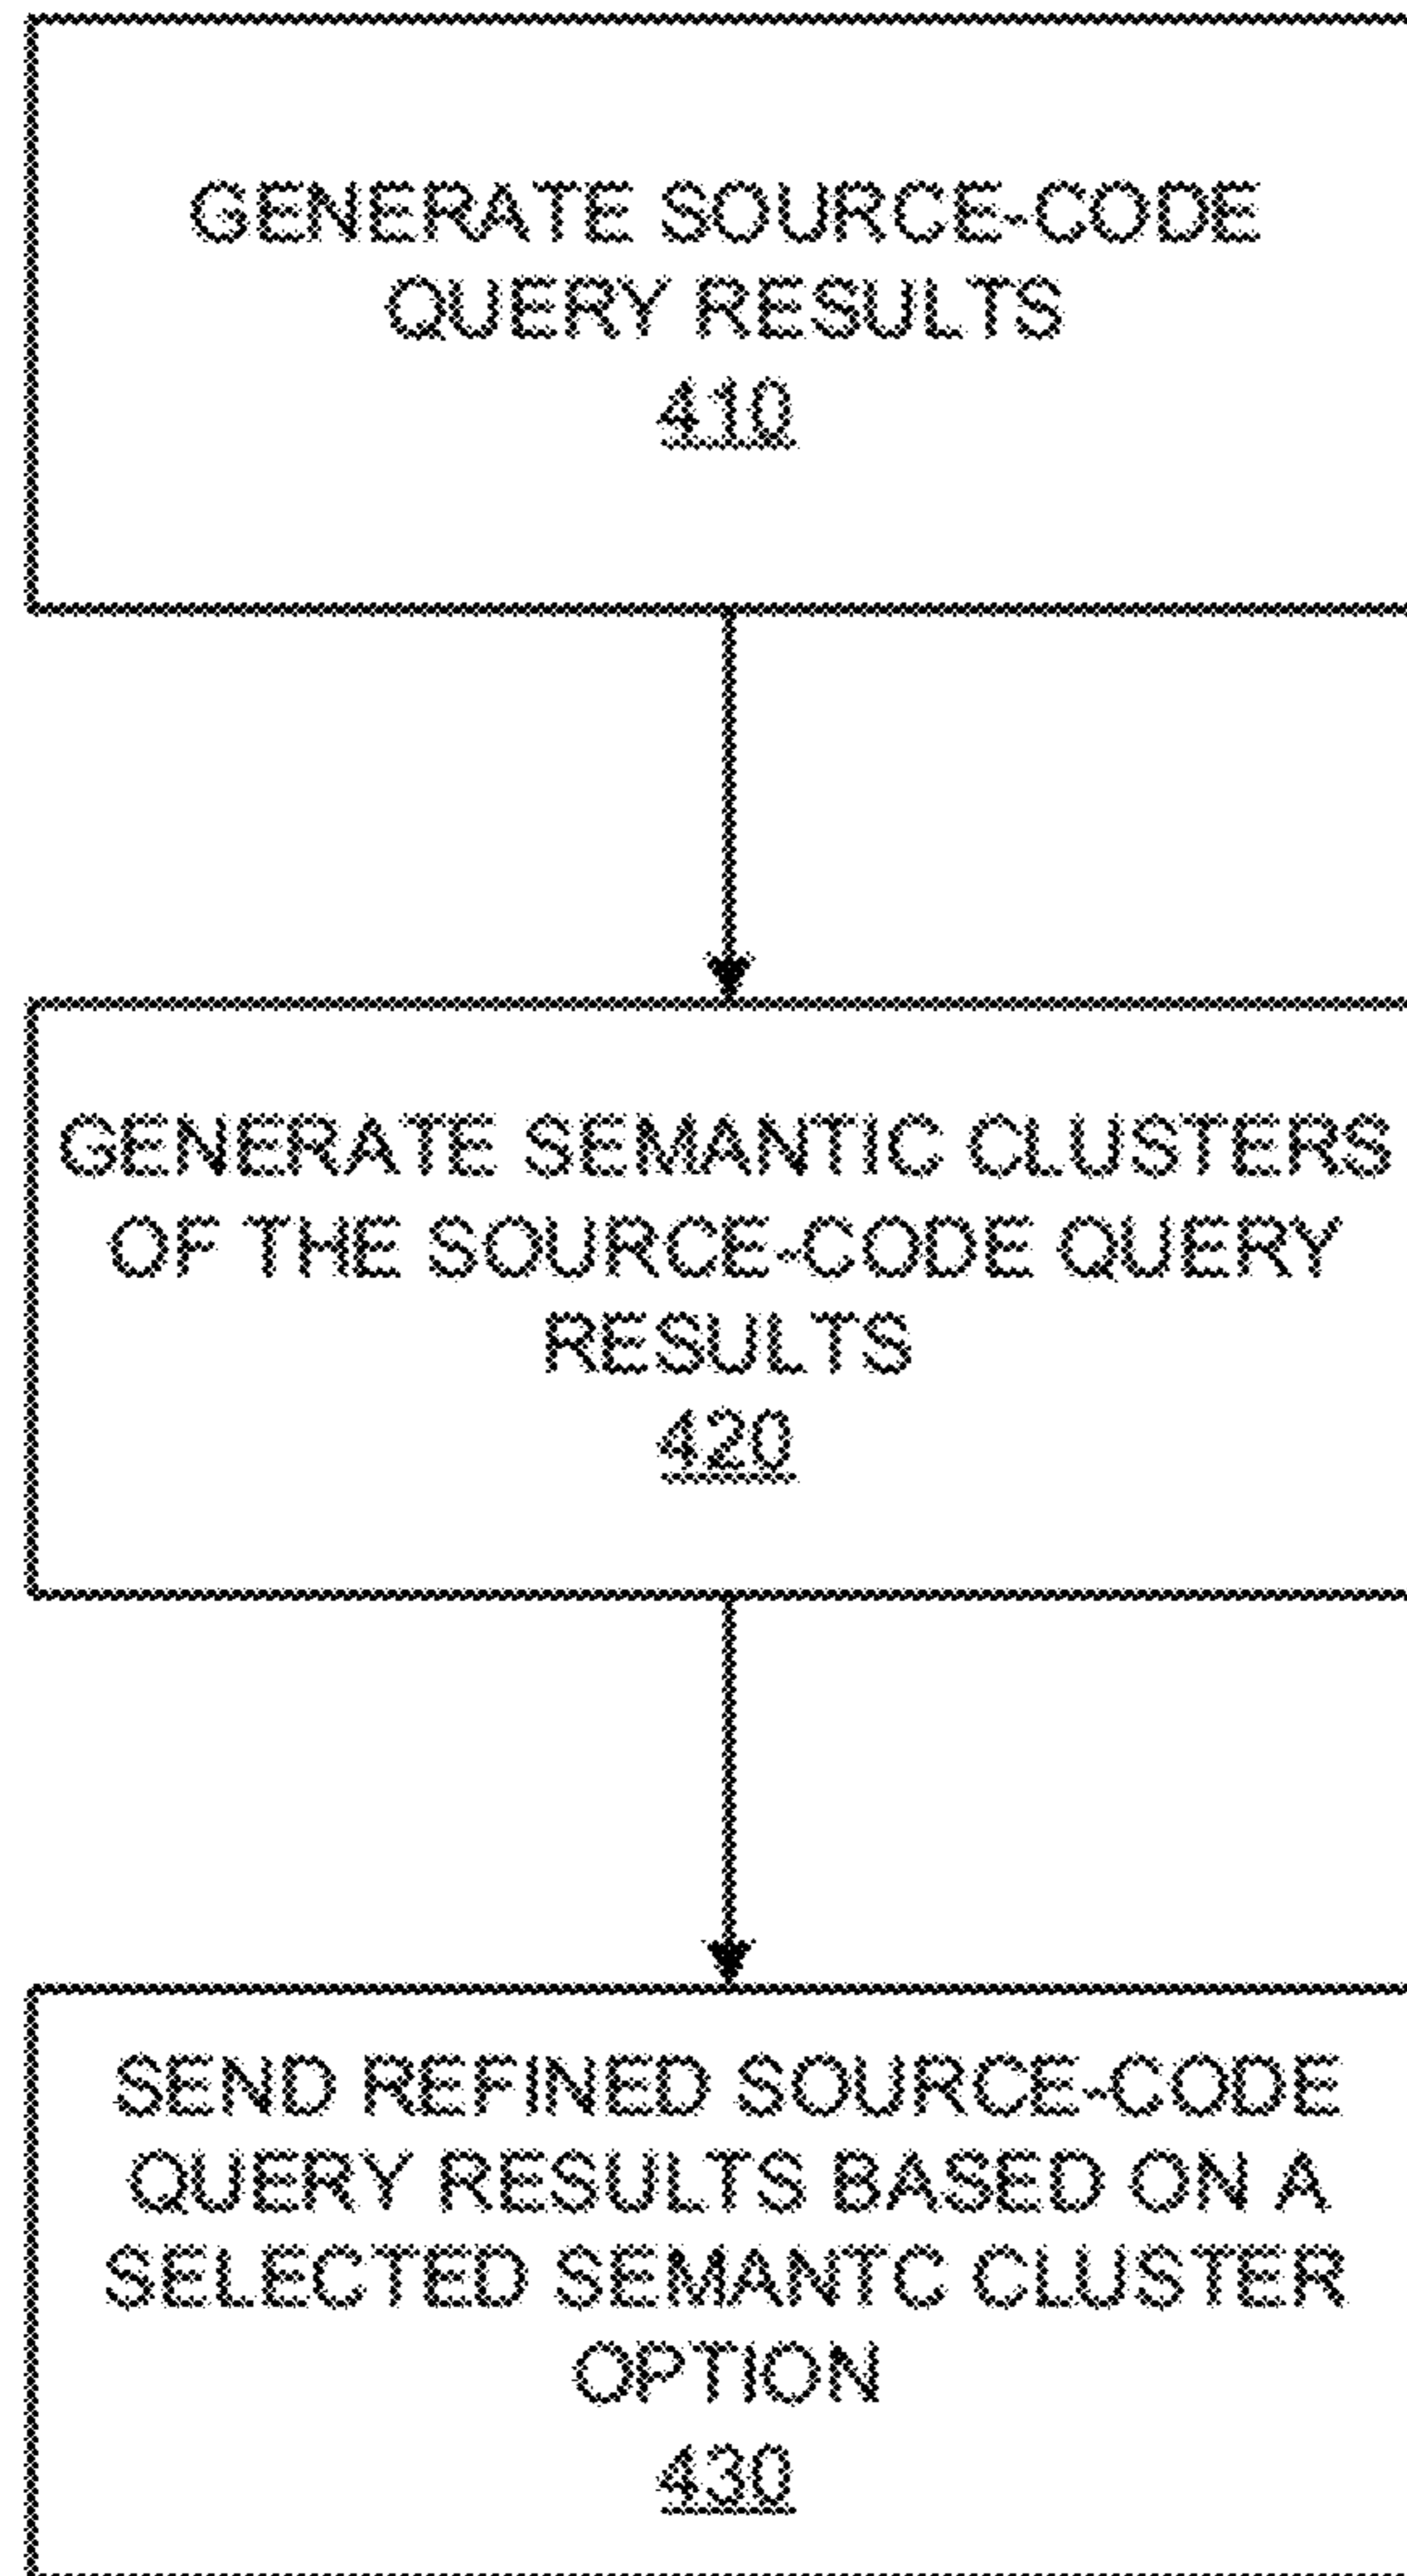 GENERATE SOURCE-CODE
QUERY RESULTS
410
GENERATE SEMANTIC CLUSTERS
OF THE SOURCE-CODE QUERY
RESULTS
420
SEND REFINED SOURCE-CODE
QUERY RESULTS BASED ON A
SELECTED SEMANTC CLUSTER
OPTION
430